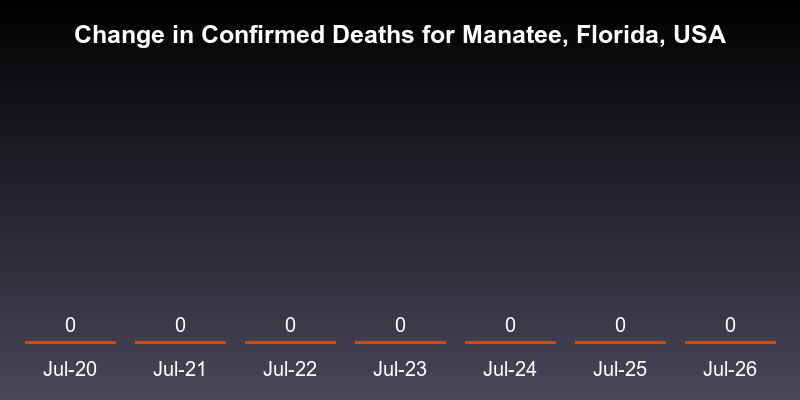 Change in Confirmed Deaths for Manatee, Florida, USA
0 0 0 0 0 0 0
Jul-20 Jul-21 Jul-22 Jul-23 Jul-24 Jul-25 Jul-26